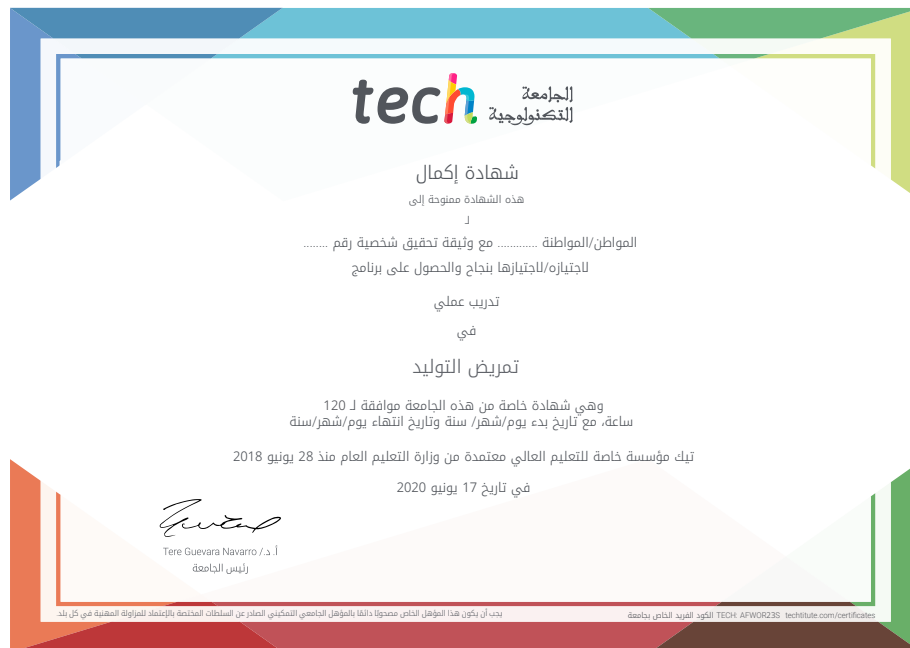 tech الجامعة
التكنولوجية
شهادة إكمال
هذه الشهادة ممنوحة إلى
لـ
المواطن/المواطنة ............. مع وثيقة تحقيق شخصية رقم ........
لاجتيازه/لاجتيازها بنجاح والحصول على برنامج
تدريب عملي
في
تمريض التوليد
وهي شهادة خاصة من هذه الجامعة موافقة لـ 120
ساعة، مع تاريخ بدء يوم/شهر/ سنة وتاريخ انتهاء يوم/شهر/سنة
تيك مؤسسة خاصة للتعليم العالي معتمدة من وزارة التعليم العام منذ 28 يونيو 2018
في تاريخ 17 يونيو 2020
أ. د./ Tere Guevara Navarro
رئيس الجامعة
يجب أن يكون هذا المؤهل الخاص مصحوبًا دائمًا بالمؤهل الجامعي التمكيني الصادر عن السلطات المختصة بالإعتماد للمزاولة المهنية في كل بلد.
الكود الفريد الخاص بجامعة TECH: AFWOR23S techtitute.com/certificates